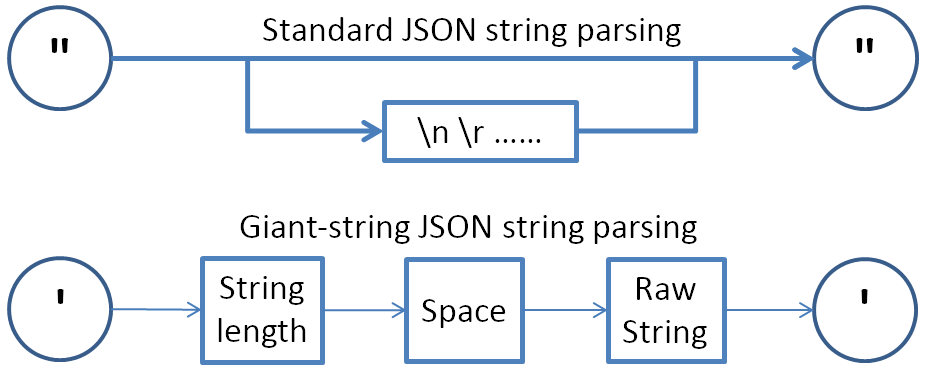 Standard JSON string parsing
" "
\n \r ......
Giant-string JSON string parsing
' String length Space Raw String '